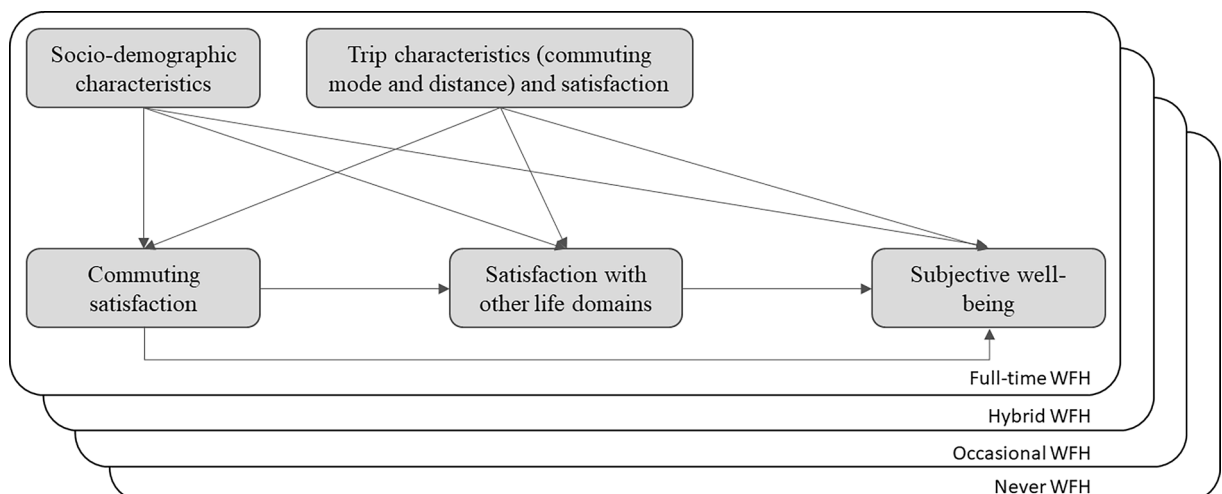 Socio-demographic
characteristics
Trip characteristics (commuting
mode and distance) and satisfaction
Commuting
satisfaction
Satisfaction with
other life domains
Subjective well-
being
Full-time WFH
Hybrid WFH
Occasional WFH
Never WFH